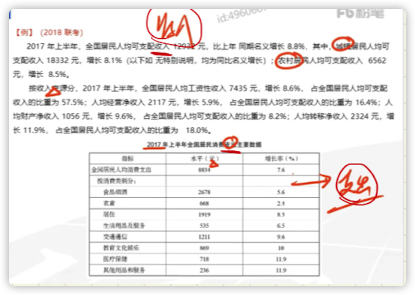 id:496060
Fb粉笔
收入
【例】（2018 联考）
2017 年上半年，全国居民人均可支配收入 12932 元，比上年 同期名义增长 8.8%，其中，城镇居民人均可
支配收入 18332 元，增长 8.1%（以下如 无特别说明，均为同比名义增长）；农村居民人均可支配收入 6562
元，增长 8.5%。
按收入来源分，2017 年上半年，全国居民人均工资性收入 7435 元，增长 8.6%， 占全国居民人均可支配
收入的比重为 57.5%；人均经营净收入 2117 元，增长 5.9%， 占全国居民人均可支配收入的比重为 16.4%；人
均财产净收入 1056 元，增长 9.6%， 占全国居民人均可支配收入的比重为 8.2%；人均转移净收入 2324 元，增
长 11.9%， 占全国居民人均可支配收入的比重为 18.0%。
2017 年上半年全国居民消费支出主要数据
指标 水平（元） 增长率（%）
全国居民人均消费支出 8834 7.6
按消费类别分：
食品烟酒 2678 5.6
衣着 668 2.4
居住 1919 8.3
生活用品及服务 535 6.5
交通通信 1211 9.6
教育文化娱乐 869 10
医疗保健 718 11.9
其他用品和服务 236 11.9
支出